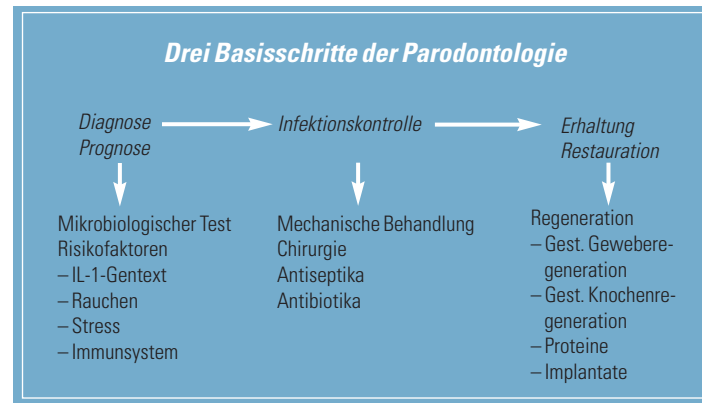 Drei Basisschritte der Parodontologie
Diagnose
Prognose
Infektionskontrolle
Erhaltung
Restauration
Mikrobiologischer Test
Risikofaktoren
– IL-1-Gentext
– Rauchen
– Stress
– Immunsystem
Mechanische Behandlung
Chirurgie
Antiseptika
Antibiotika
Regeneration
– Gest. Gewebere-
generation
– Gest. Knochenre-
generation
– Proteine
– Implantate